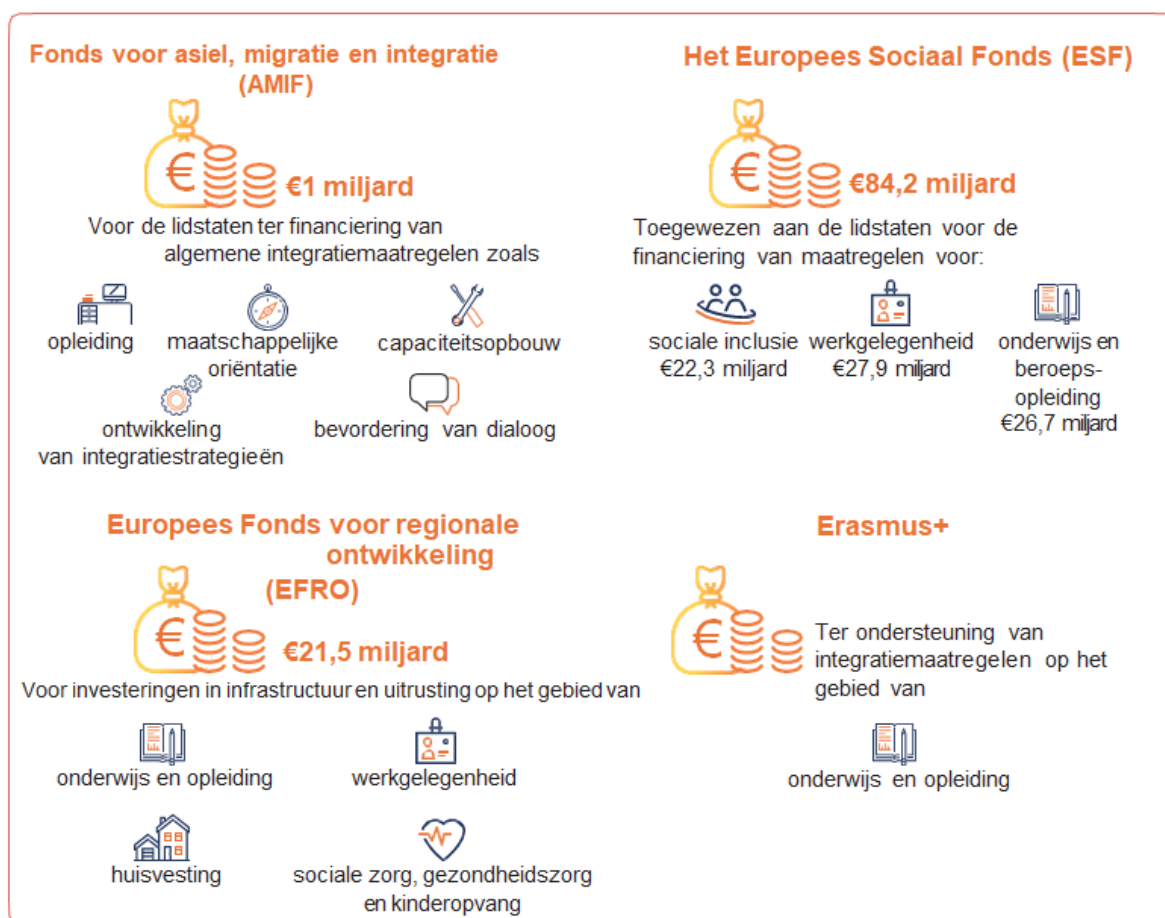 Fonds voor asiel, migratie en integratie
(AMIF)
€
€1 miljard
Voor de lidstaten ter financiering van
algemene integratiemaatregelen zoals
opleiding
maatschappelijke
oriëntatie
capaciteitsopbouw
ontwikkeling
van integratiestrategieën
bevordering van dialoog
Het Europees Sociaal Fonds (ESF)
€
€84,2 miljard
Toegewezen aan de lidstaten voor de
financiering van maatregelen voor:
sociale inclusie
€22,3 miljard
werkgelegenheid
€27,9 miljard
onderwijs en
beroeps-
opleiding
€26,7 miljard
Europees Fonds voor regionale
ontwikkeling
(EFRO)
€
€21,5 miljard
Voor investeringen in infrastructuur en uitrusting op het gebied van
onderwijs en opleiding
werkgelegenheid
huisvesting
sociale zorg, gezondheidszorg
en kinderopvang
Erasmus+
€
Ter ondersteuning van
integratiemaatregelen op het
gebied van
onderwijs en opleiding